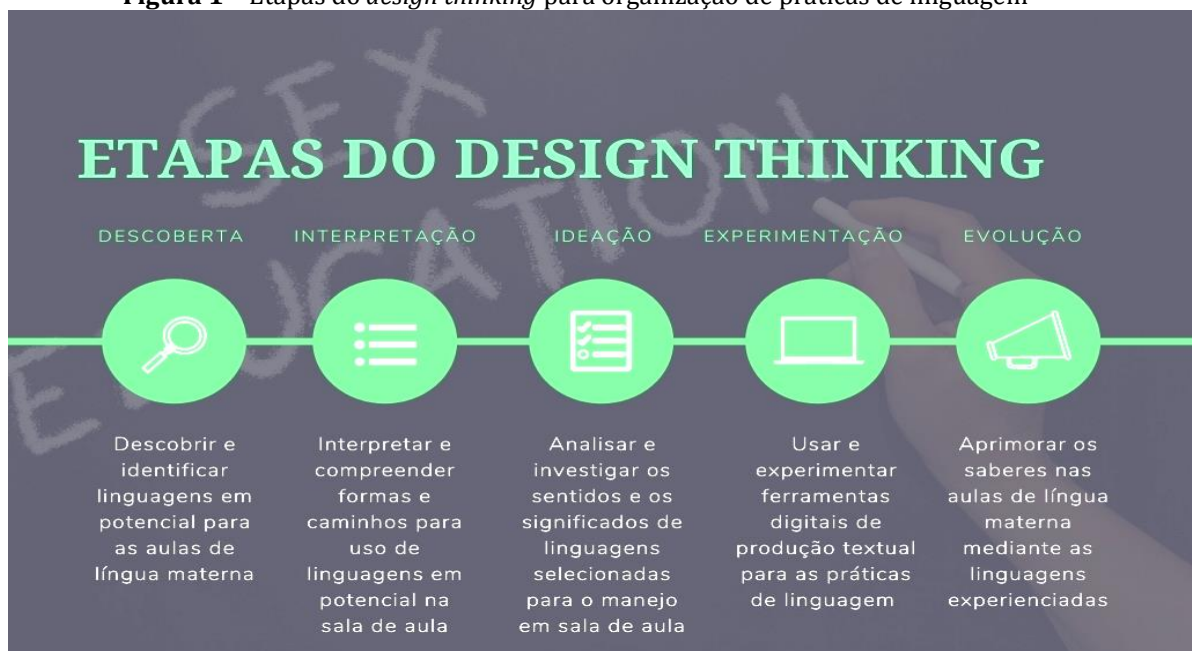 Figura 1 – Etapas do design thinking para organização de práticas de linguagem
SEX
EDUCATION
ETAPAS DO DESIGN THINKING
DESCOBERTA
INTERPRETAÇÃO
IDEAÇÃO
EXPERIMENTAÇÃO
EVOLUÇÃO
Descobrir e
identificar
linguagens em
potencial para
as aulas de
língua materna
Interpretar e
compreender
formas e
caminhos para
uso de
linguagens em
potencial na
sala de aula
Analisar e
investigar os
sentidos e os
significados de
linguagens
selecionadas
para o manejo
em sala de aula
Usar e
experimentar
ferramentas
digitais de
produção textual
para as práticas
de linguagem
Aprimorar os
saberes nas
aulas de língua
materna
mediante as
linguagens
experienciadas